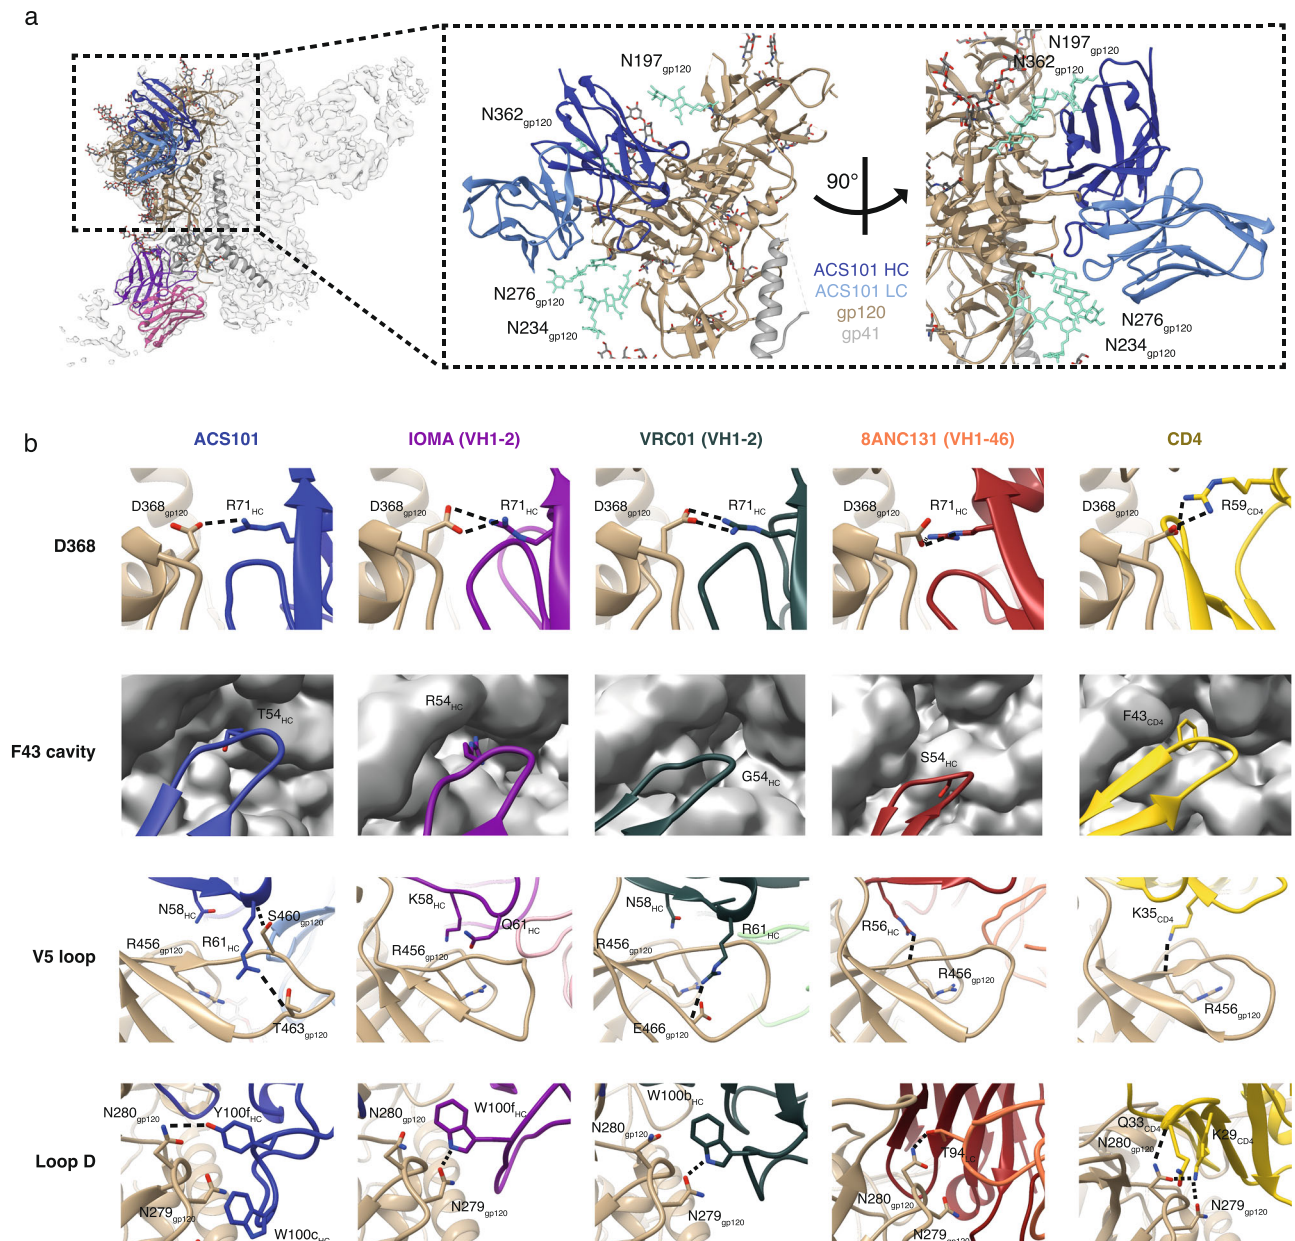 a
N197gp120
N362gp120
N276gp120
N234gp120
90°
ACS101 HC
ACS101 LC
gp120
gp41
N197gp120
N362gp120
N276gp120
N234gp120
b
ACS101
IOMA (VH1-2)
VRC01 (VH1-2)
8ANC131 (VH1-46)
CD4
D368
D368gp120
R71HC
D368gp120
R71HC
D368gp120
R71HC
D368gp120
R71HC
D368gp120
R59CD4
F43 cavity
T54HC
R54HC
G54HC
S54HC
F43CD4
V5 loop
N58HC
S460gp120
R456gp120
R61HC
T463gp120
K58HC
Q61HC
R456gp120
N58HC
R61HC
R456gp120
E466gp120
R56HC
R456gp120
K35CD4
R456gp120
Loop D
N280gp120
Y100fHC
N279gp120
W100cHC
N280gp120
W100fHC
N279gp120
W100bHC
N280gp120
N279gp120
T94LC
N280gp120
N279gp120
Q33CD4
K29CD4
N280gp120
N279gp120